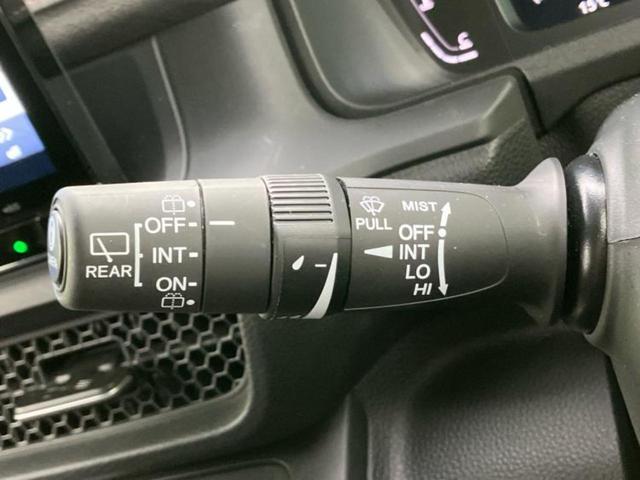 OFF
INT
ON
REAR
PULL
MIST
OFF
INT
LO
HI